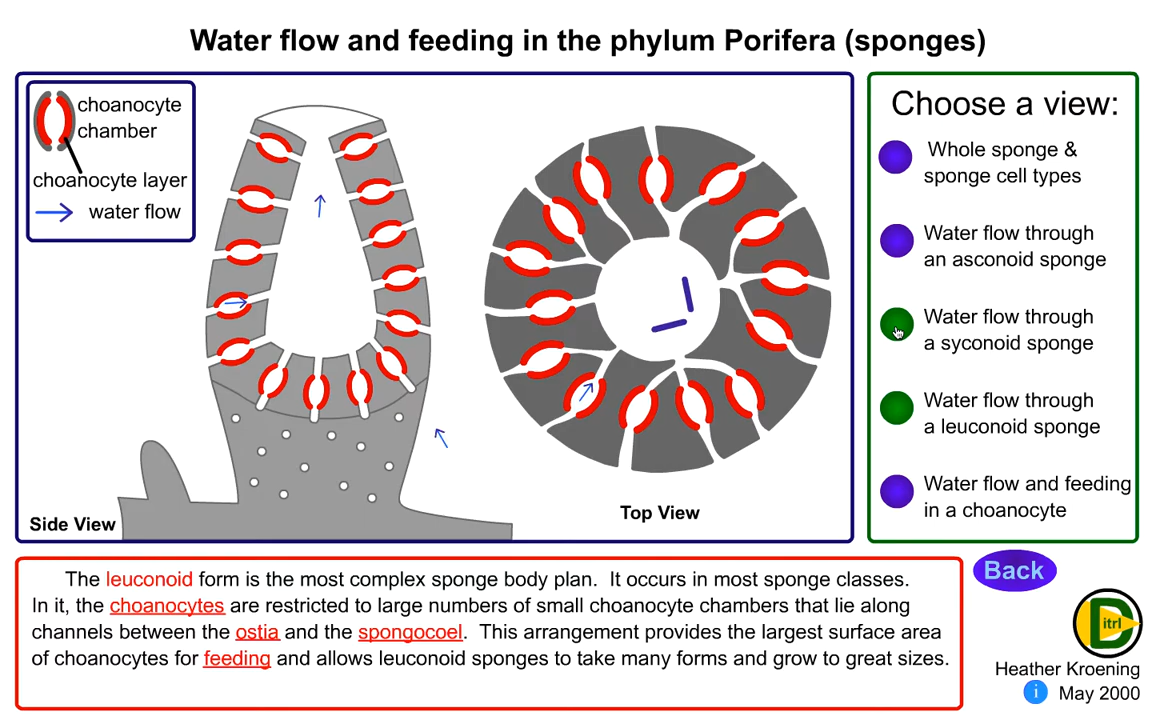 Water flow and feeding in the phylum Porifera (sponges)
choanocyte
chamber
choanocyte layer
water flow
Side View
Top View
Choose a view:
Whole sponge &
sponge cell types
Water flow through
an asconoid sponge
Water flow through
a syconoid sponge
Water flow through
a leuconoid sponge
Water flow and feeding
in a choanocyte
The leuconoid form is the most complex sponge body plan. It occurs in most sponge classes.
In it, the choanocytes are restricted to large numbers of small choanocyte chambers that lie along
channels between the ostia and the spongocoel. This arrangement provides the largest surface area
of choanocytes for feeding and allows leuconoid sponges to take many forms and grow to great sizes.
Back
D itrl
Heather Kroening
i May 2000